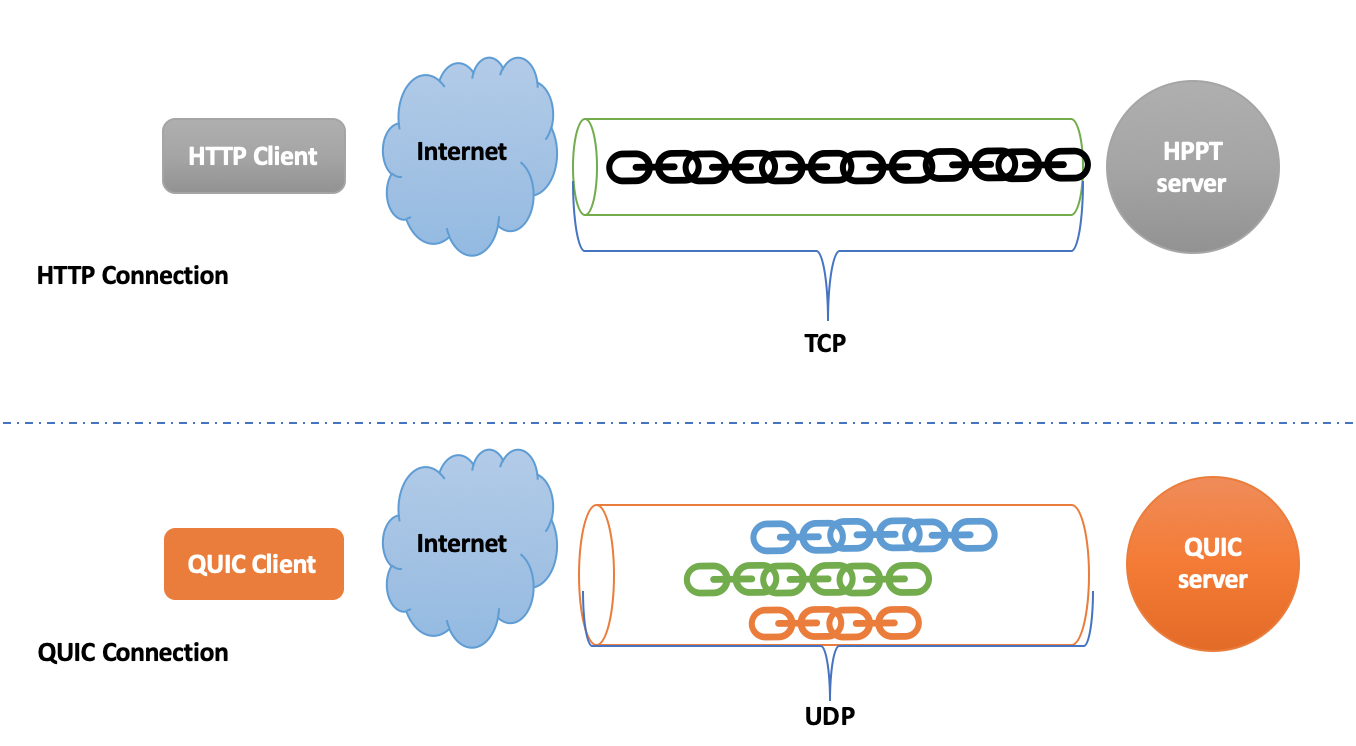 HTTP Client
Internet
HPPT
server
HTTP Connection
TCP
QUIC Client
Internet
QUIC
server
QUIC Connection
UDP